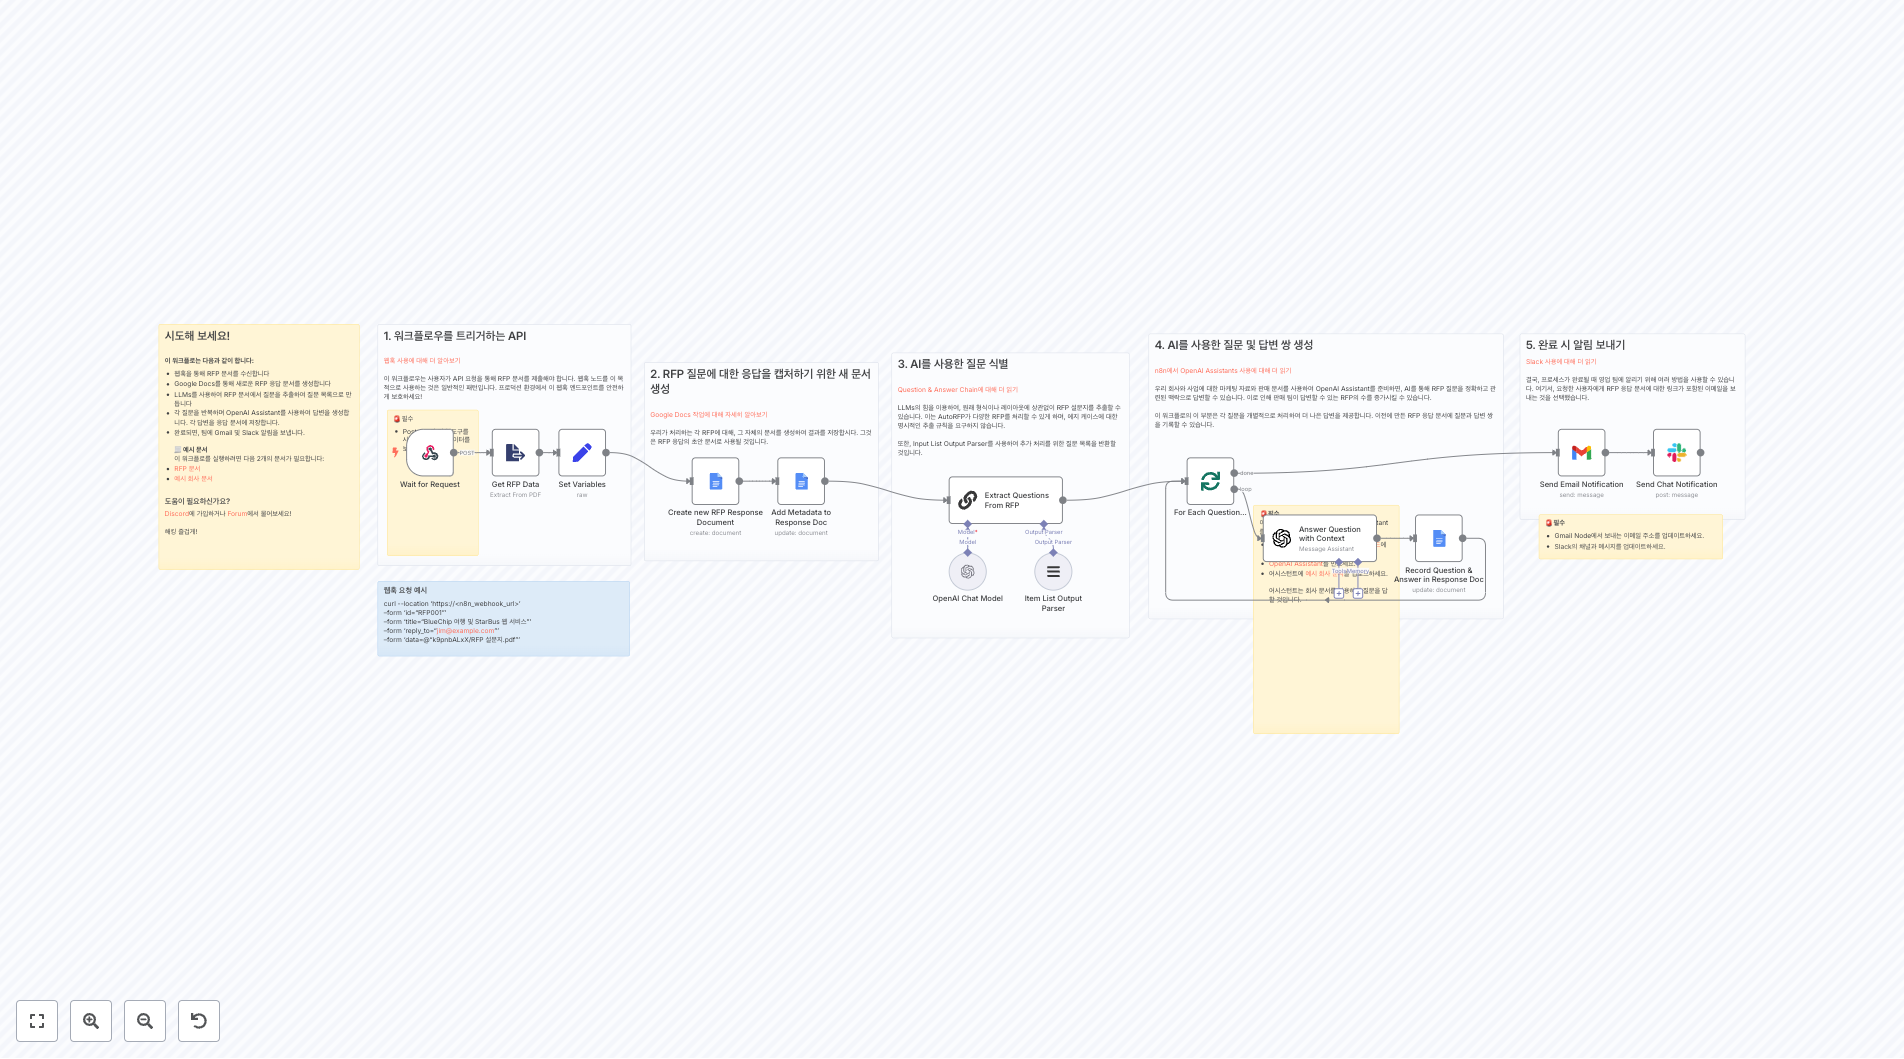 시도해 보세요!
이 워크플로는 다음과 같이 합니다:
웹훅을 통해 RFP 문서를 수신합니다
Google Docs를 통해 새로운 RFP 응답 문서를 생성합니다
LLMs를 사용하여 RFP 문서에서 질문을 추출하여 질문 목록으로 만
듭니다
각 질문을 반복하며 OpenAI Assistant를 사용하여 답변을 생성합
니다. 각 답변을 응답 문서에 저장합니다.
완료되면, 팀에 Gmail 및 Slack 알림을 보냅니다.
예시 문서
이 워크플로를 실행하려면 다음 2개의 문서가 필요합니다:
RFP 문서
예시 회사 문서
도움이 필요하신가요?
Discord에 가입하거나 Forum에서 물어보세요!
해킹 즐겁게!
1. 워크플로우를 트리거하는 API
웹훅 사용에 대해 더 알아보기
이 워크플로우는 사용자가 API 요청을 통해 RFP 문서를 제출해야 합니다. 웹훅 노드를 이 목
적으로 사용하는 것은 일반적인 패턴입니다. 프로덕션 환경에서 이 웹훅 엔드포인트를 안전하
게 보호하세요!
필수
POST
Wait for Request
Get RFP Data
Extract From PDF
Set Variables
raw
웹훅 요청 예시
curl --location 'https://<n8n_webhook_url>'
–form 'id="RFP001"'
–form 'title="BlueChip 여행 및 StarBus 웹 서비스"'
–form 'reply_to="jim@example.com"'
–form 'data=@"k9pnbALxX/RFP 설문지.pdf"'
2. RFP 질문에 대한 응답을 캡처하기 위한 새 문서
생성
Google Docs 작업에 대해 자세히 알아보기
우리가 처리하는 각 RFP에 대해, 그 자체의 문서를 생성하여 결과를 저장합시다. 그것
은 RFP 응답의 초안 문서로 사용될 것입니다.
Create new RFP Response
Document
create: document
Add Metadata to
Response Doc
update: document
3. AI를 사용한 질문 식별
Question & Answer Chain에 대해 더 읽기
LLMs의 힘을 이용하여, 원래 형식이나 레이아웃에 상관없이 RFP 설문지를 추출할 수
있습니다. 이는 AutoRFP가 다양한 RFP를 처리할 수 있게 하며, 에지 케이스에 대한
명시적인 추출 규칙을 요구하지 않습니다.
또한, Input List Output Parser를 사용하여 추가 처리를 위한 질문 목록을 반환할
것입니다.
Extract Questions
From RFP
Model*
Model
Output Parser
Output Parser
OpenAI Chat Model
Item List Output
Parser
4. AI를 사용한 질문 및 답변 쌍 생성
n8n에서 OpenAI Assistants 사용에 대해 더 읽기
우리 회사와 사업에 대한 마케팅 자료와 판매 문서를 사용하여 OpenAI Assistant를 준비하면, AI를 통해 RFP 질문을 정확하고 관
련된 맥락으로 답변할 수 있습니다. 이로 인해 판매 팀이 답변할 수 있는 RFP의 수를 증가시킬 수 있습니다.
이 워크플로의 이 부분은 각 질문을 개별적으로 처리하여 더 나은 답변을 제공합니다. 이전에 만든 RFP 응답 문서에 질문과 답변 쌍
을 기록할 수 있습니다.
done
loop
For Each Question...
필수
Answer Question
with Context
Message Assistant
OpenAI Assistant를
어시스턴트에 예시 회사
어시스턴트는 회사 문서를
할 것입니다.
Tools
Memory
Record Question &
Answer in Response Doc
update: document
5. 완료 시 알림 보내기
Slack 사용에 대해 더 읽기
결국, 프로세스가 완료될 때 영업 팀에 알리기 위해 여러 방법을 사용할 수 있습니
다. 여기서, 요청한 사용자에게 RFP 응답 문서에 대한 링크가 포함된 이메일을 보
내는 것을 선택했습니다.
Send Email Notification
send: message
Send Chat Notification
post: message
필수
Gmail Node에서 보내는 이메일 주소를 업데이트하세요.
Slack의 채널과 메시지를 업데이트하세요.